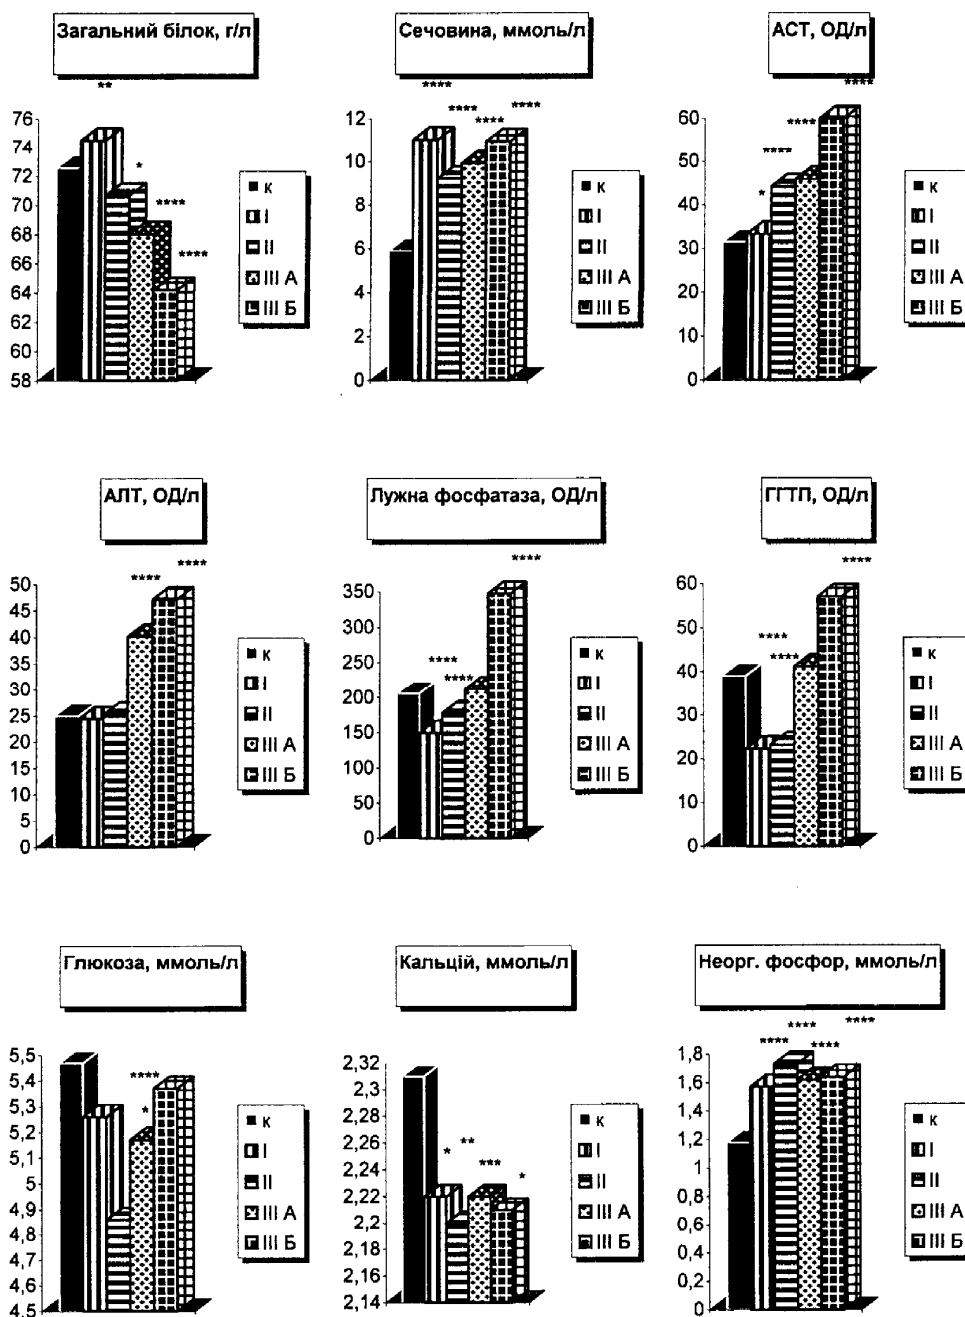 Загальний білок, г/л
**
76
74
72
70
68
66
64
62
60
58
*
****
****
к
I
II
III А
III Б
Сечовина, ммоль/л
****
****
****
****
12
10
8
6
4
2
0
к
I
II
III А
III Б
АСТ, ОД/л
****
****
****
*
60
50
40
30
20
10
0
к
I
II
III А
III Б
АЛТ, ОД/л
****
****
50
45
40
35
30
25
20
15
10
5
0
к
I
II
III А
III Б
Лужна фосфатаза, ОД/л
****
****
****
350
300
250
200
150
100
50
0
к
I
II
III А
III Б
ГГТП, ОД/л
****
****
****
60
50
40
30
20
10
0
к
I
II
III А
III Б
Глюкоза, ммоль/л
5,5
5,4
5,3
5,2
5,1
5
4,9
4,8
4,7
4,6
4,5
****
*
к
I
II
III А
III Б
Кальцій, ммоль/л
2,32
2,3
2,28
2,26
2,24
2,22
2,2
2,18
2,16
2,14
*
**
***
*
к
I
II
III А
III Б
Неорг. фосфор, ммоль/л
****
****
****
****
1,8
1,6
1,4
1,2
1
0,8
0,6
0,4
0,2
0
к
I
II
III А
III Б